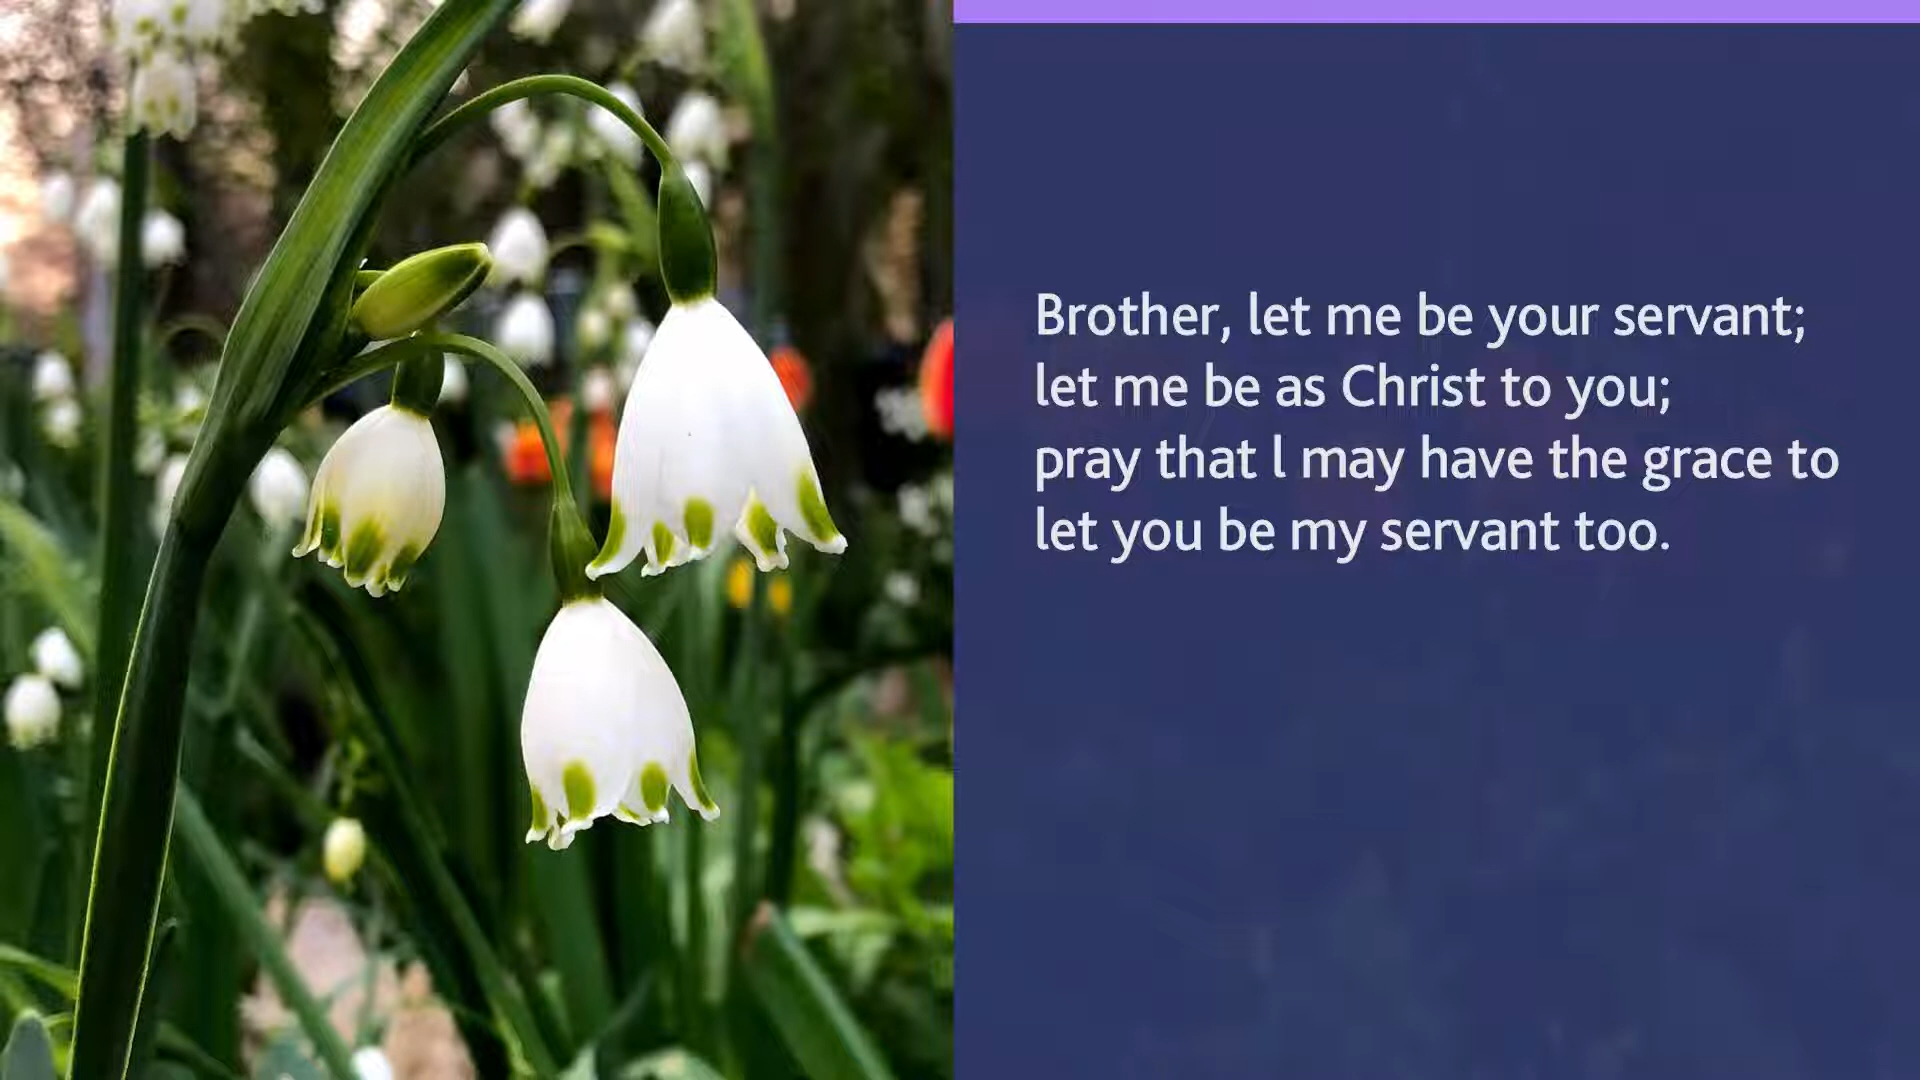 Brother, let me be your servant;
let me be as Christ to you;
pray that l may have the grace to
let you be my servant too.